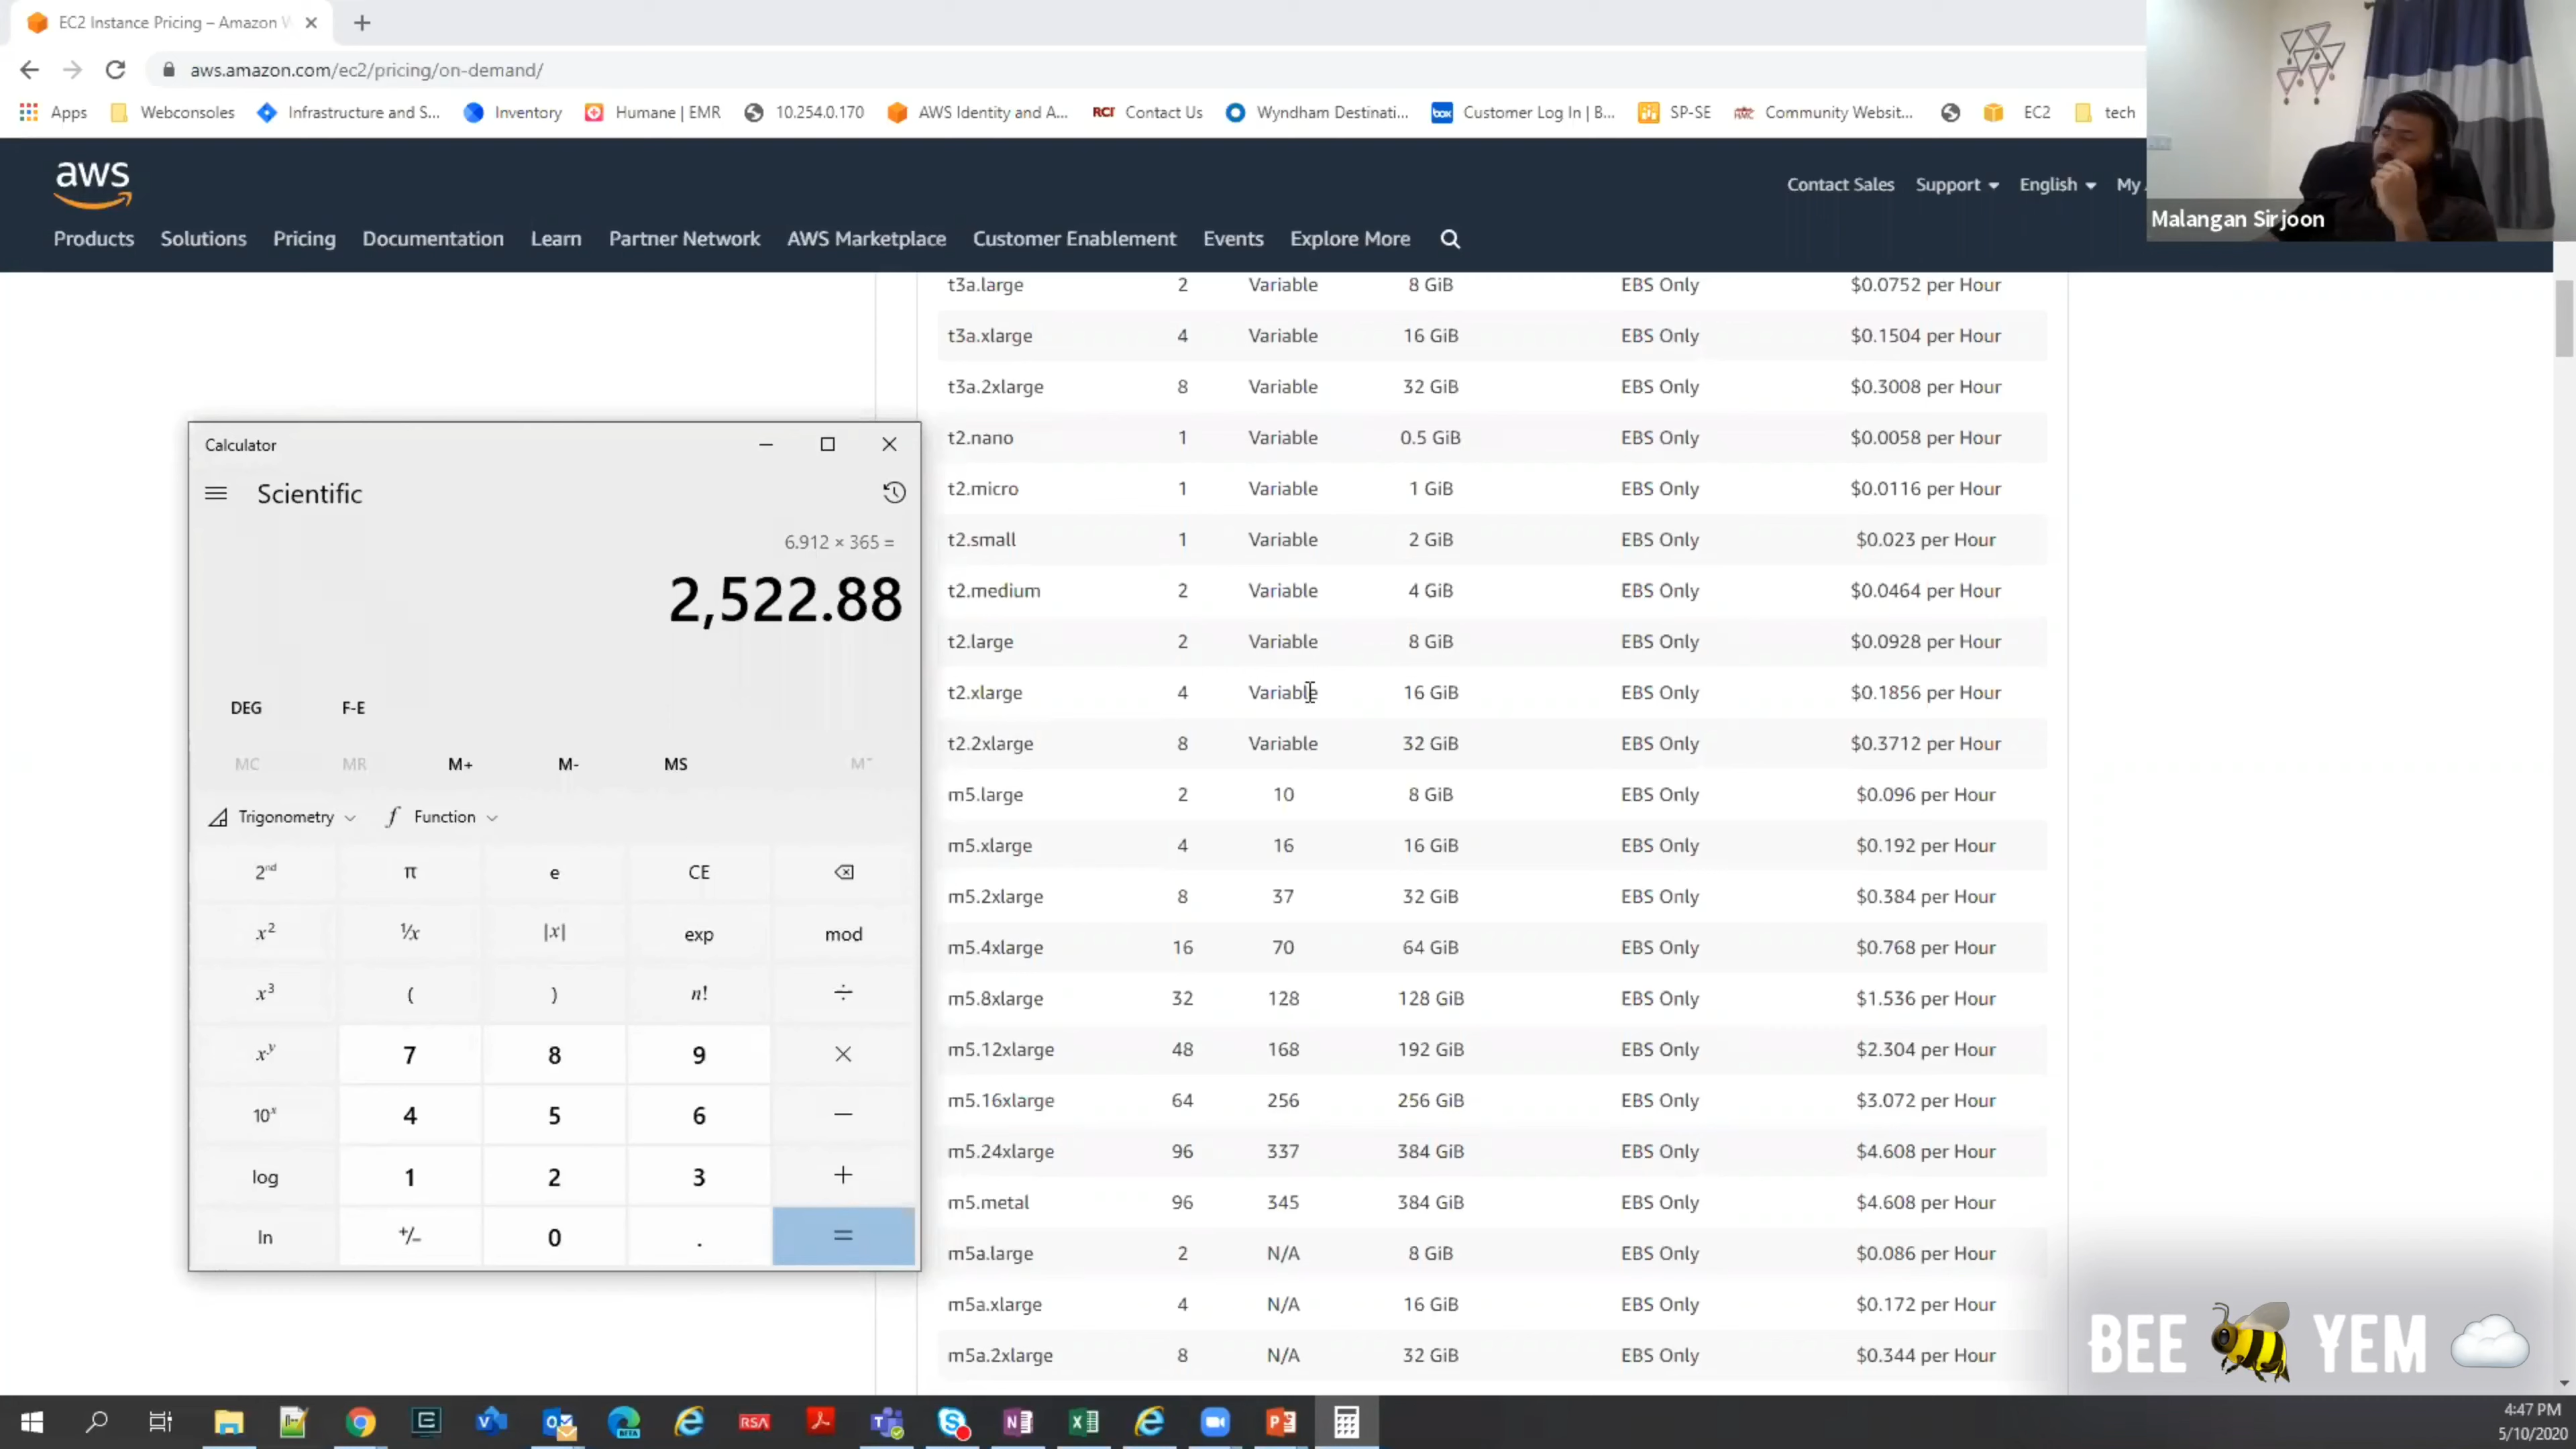 EC2 Instance Pricing – Amazon W
aws.amazon.com/ec2/pricing/on-demand/
Apps Webconsoles Infrastructure and S... Inventory Humane | EMR 10.254.0.170 AWS Identity and A... RCI Contact Us Wyndham Destinati... box Customer Log In | B... SP-SE Community Websit... EC2 tech
aws
Contact Sales Support English My
Malangan Sirjoon
Products Solutions Pricing Documentation Learn Partner Network AWS Marketplace Customer Enablement Events Explore More
t3a.large 2 Variable 8 GiB EBS Only $0.0752 per Hour
t3a.xlarge 4 Variable 16 GiB EBS Only $0.1504 per Hour
t3a.2xlarge 8 Variable 32 GiB EBS Only $0.3008 per Hour
t2.nano 1 Variable 0.5 GiB EBS Only $0.0058 per Hour
t2.micro 1 Variable 1 GiB EBS Only $0.0116 per Hour
t2.small 1 Variable 2 GiB EBS Only $0.023 per Hour
t2.medium 2 Variable 4 GiB EBS Only $0.0464 per Hour
t2.large 2 Variable 8 GiB EBS Only $0.0928 per Hour
t2.xlarge 4 Variable 16 GiB EBS Only $0.1856 per Hour
t2.2xlarge 8 Variable 32 GiB EBS Only $0.3712 per Hour
m5.large 2 10 8 GiB EBS Only $0.096 per Hour
m5.xlarge 4 16 16 GiB EBS Only $0.192 per Hour
m5.2xlarge 8 37 32 GiB EBS Only $0.384 per Hour
m5.4xlarge 16 70 64 GiB EBS Only $0.768 per Hour
m5.8xlarge 32 128 128 GiB EBS Only $1.536 per Hour
m5.12xlarge 48 168 192 GiB EBS Only $2.304 per Hour
m5.16xlarge 64 256 256 GiB EBS Only $3.072 per Hour
m5.24xlarge 96 337 384 GiB EBS Only $4.608 per Hour
m5.metal 96 345 384 GiB EBS Only $4.608 per Hour
m5a.large 2 N/A 8 GiB EBS Only $0.086 per Hour
m5a.xlarge 4 N/A 16 GiB EBS Only $0.172 per Hour
m5a.2xlarge 8 N/A 32 GiB EBS Only $0.344 per Hour
Calculator
Scientific
6.912 × 365 =
2,522.88
DEG F-E
MC MR M+ M- MS M˅
Trigonometry f Function
2ⁿᵈ π e CE
x² ¹/x |x| exp mod
x³ ( ) n! ÷
xʸ 7 8 9 ×
10ˣ 4 5 6 −
log 1 2 3 +
ln +/− 0 . =
BEE YEM
RSA
4:47 PM
5/10/2020